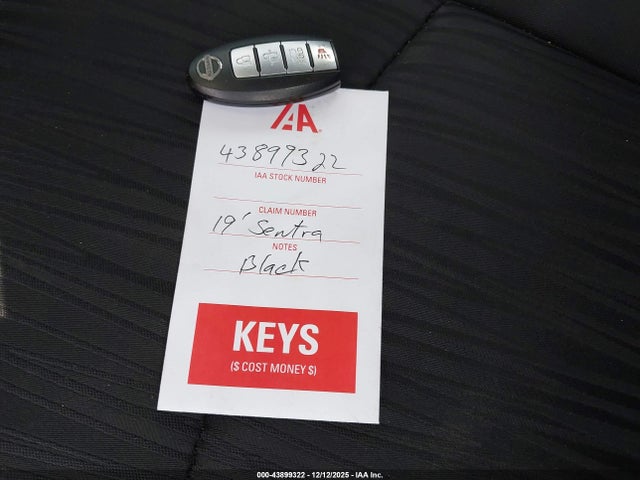 IAA
43899322
IAA STOCK NUMBER
CLAIM NUMBER
19' Sentra
NOTES
Black
KEYS
($ COST MONEY $)
000-43899322 - 12/12/2025 - IAA Inc.